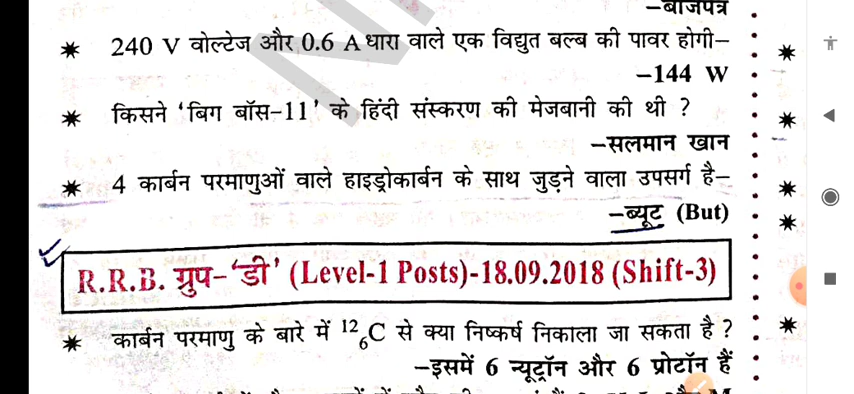 –बाजपेत्र
240 V वोल्टेज और 0.6 A धारा वाले एक विद्युत बल्ब की पावर होगी–
–144 W
किसने ‘बिग बॉस–11’ के हिंदी संस्करण की मेजबानी की थी ?
–सलमान खान
4 कार्बन परमाणुओं वाले हाइड्रोकार्बन के साथ जुड़ने वाला उपसर्ग है–
–ब्यूट (But)
R.R.B. ग्रुप–‘डी’ (Level-1 Posts)-18.09.2018 (Shift-3)
कार्बन परमाणु के बारे में ¹²₆C से क्या निष्कर्ष निकाला जा सकता है ?
–इसमें 6 न्यूट्रॉन और 6 प्रोटॉन हैं